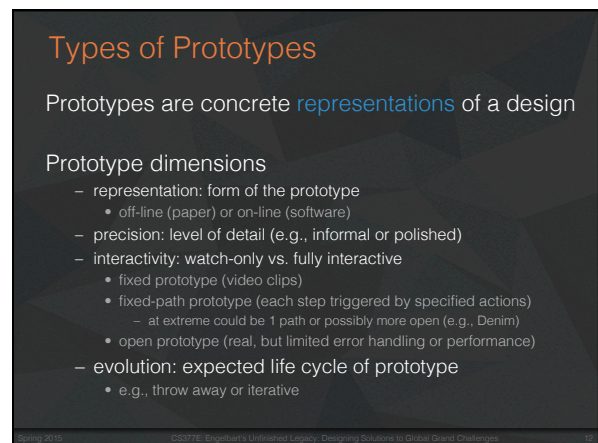 Types of Prototypes
Prototypes are concrete representations of a design
Prototype dimensions
– representation: form of the prototype
• off-line (paper) or on-line (software)
– precision: level of detail (e.g., informal or polished)
– interactivity: watch-only vs. fully interactive
• fixed prototype (video clips)
• fixed-path prototype (each step triggered by specified actions)
– at extreme could be 1 path or possibly more open (e.g., Denim)
• open prototype (real, but limited error handling or performance)
– evolution: expected life cycle of prototype
• e.g., throw away or iterative
Spring 2015 CS377E: Engelbart's Unfinished Legacy: Designing Solutions to Global Grand Challenges 12